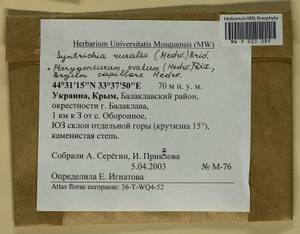 Herbarium MW, Bryophyta
Herbarium Universitatis Mosquensis (MW)
Syntrichia ruralis (Hedw.) Brid.
+ Pterygoneurum ovatum (Hedw.) Dix.,
Bryum capillare Hedw.
44°31'15"N 33°37'50"E 70 м н. у. м.
Украина, Крым, Балаклавский район,
окрестности г. Балаклава,
1 км к З от с. Оборонное,
ЮЗ склон отдельной горы (крутизна 15°),
каменистая степь.
Собрали А. Серёгин, И. Привалова
5.04.2003 № М-76
Определила Е. Игнатова
Atlas florae europaeae: 36-T-WQ4-52